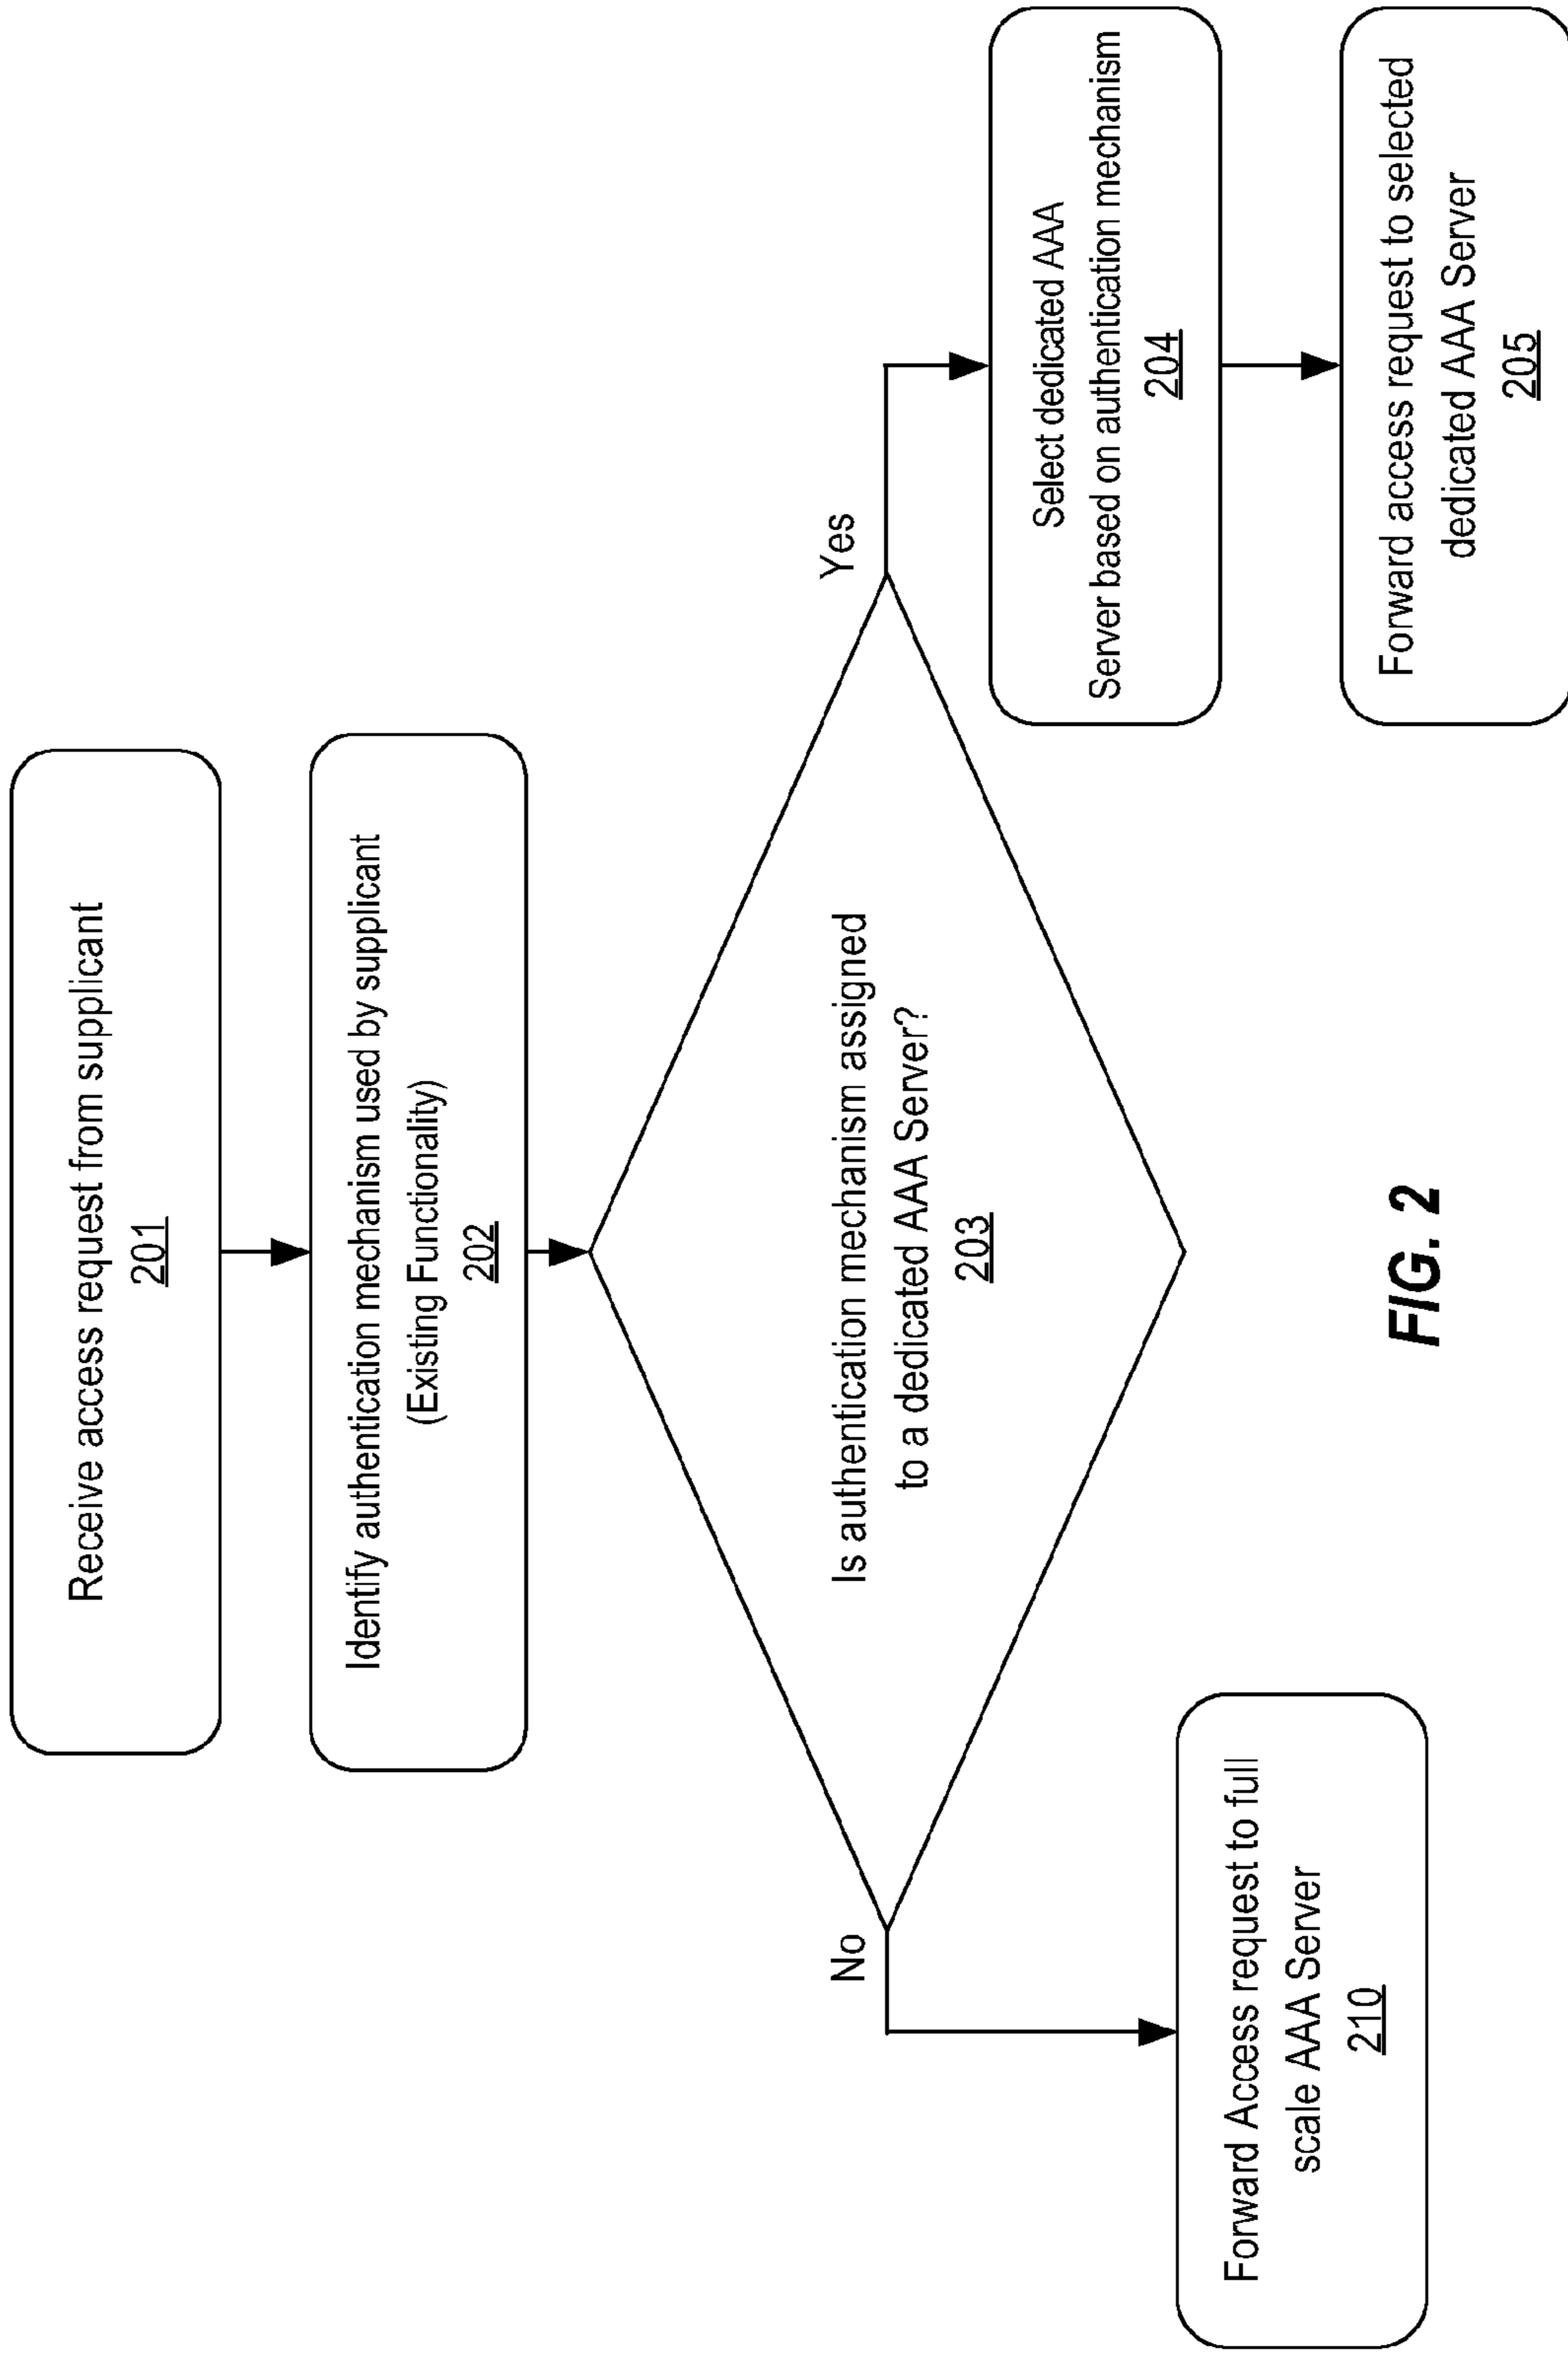 Receive access request from supplicant
201
Identify authentication mechanism used by supplicant
(Existing Functionality)
202
Is authentication mechanism assigned
to a dedicated AAA Server?
203
Yes
Select dedicated AAA
Server based on authentication mechanism
204
Forward access request to selected
dedicated AAA Server
205
No
Forward Access request to full
scale AAA Server
210
FIG. 2